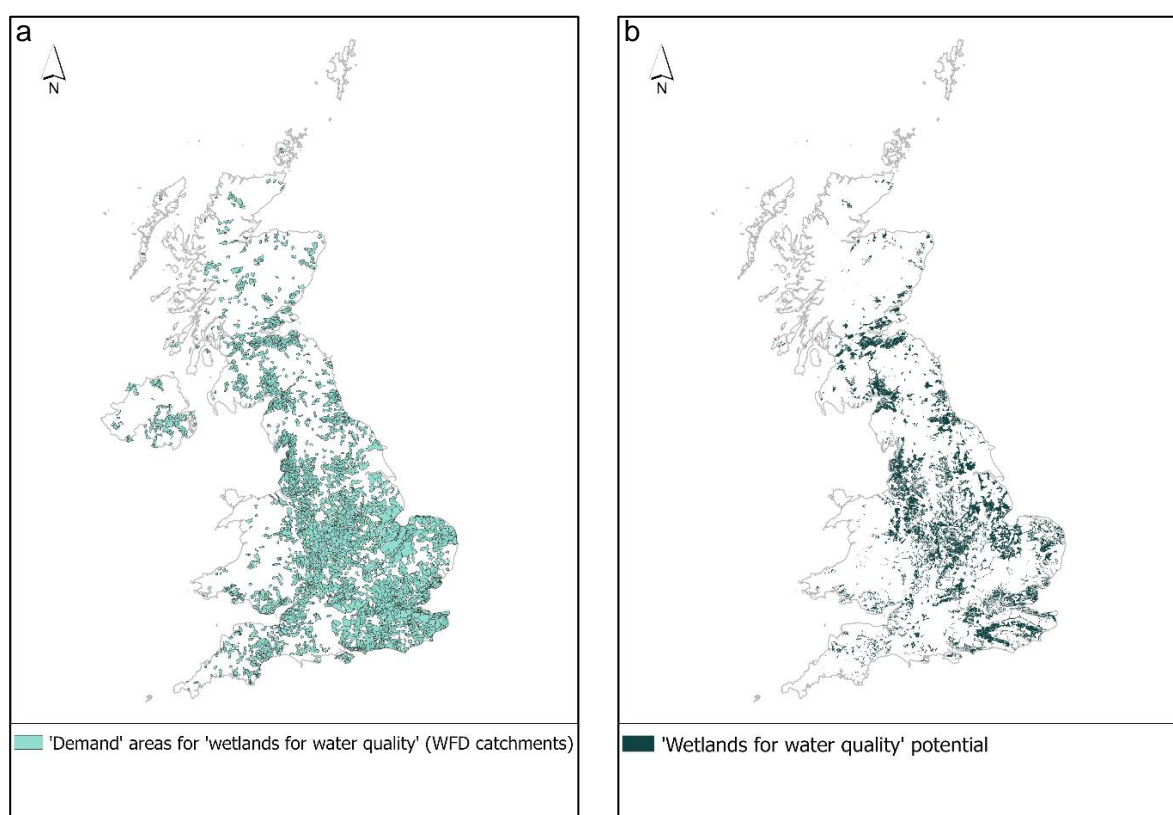 a
N
'Demand' areas for 'wetlands for water quality' (WFD catchments)
b
N
'Wetlands for water quality' potential